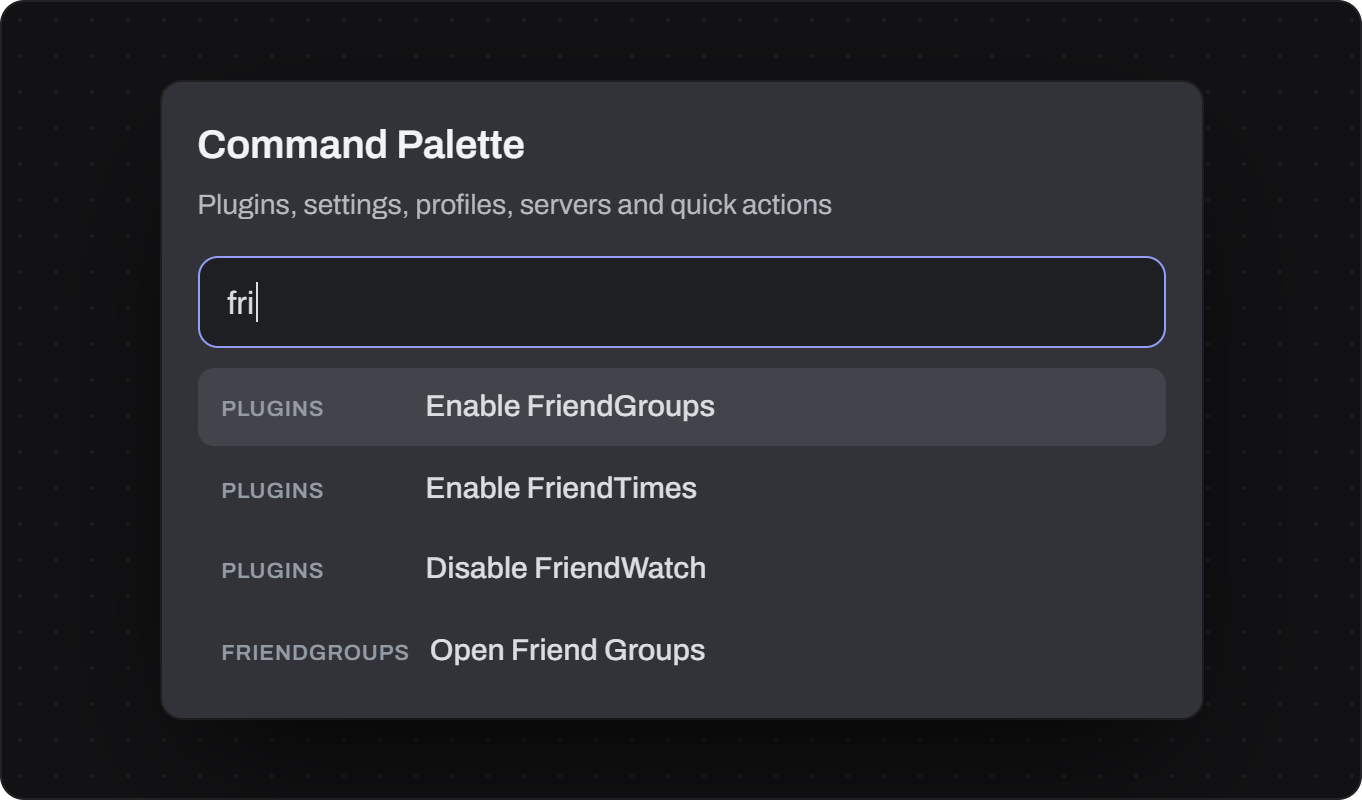 Command Palette
Plugins, settings, profiles, servers and quick actions
fri
PLUGINS Enable FriendGroups
PLUGINS Enable FriendTimes
PLUGINS Disable FriendWatch
FRIENDGROUPS Open Friend Groups